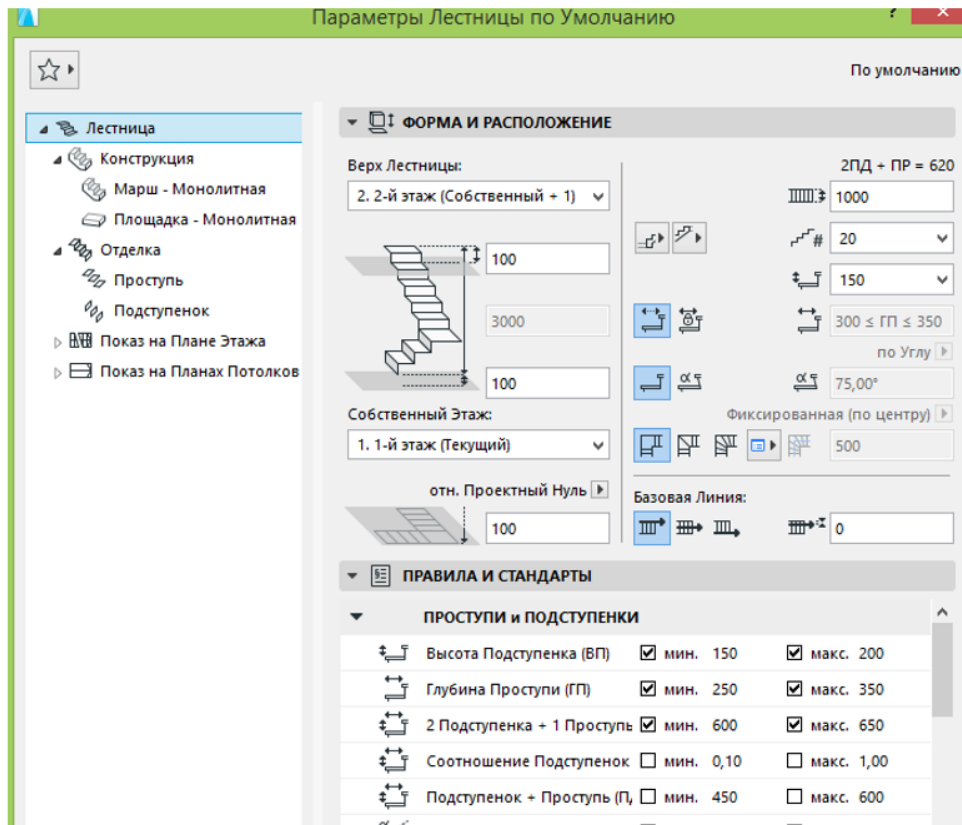 Параметры Лестницы по Умолчанию
?
По умолчанию
Лестница
Конструкция
Марш - Монолитная
Площадка - Монолитная
Отделка
Проступь
Подступенок
Показ на Плане Этажа
Показ на Планах Потолков
ФОРМА И РАСПОЛОЖЕНИЕ
Верх Лестницы:
2. 2-й этаж (Собственный + 1)
100
3000
100
Собственный Этаж:
1. 1-й этаж (Текущий)
отн. Проектный Нуль
100
2ПД + ПР = 620
1000
# 20
150
300 ≤ ГП ≤ 350
по Углу
α α 75,00°
Фиксированная (по центру)
500
Базовая Линия:
0
ПРАВИЛА И СТАНДАРТЫ
ПРОСТУПИ и ПОДСТУПЕНКИ
Высота Подступенка (ВП) мин. 150 макс. 200
Глубина Проступи (ГП) мин. 250 макс. 350
2 Подступенка + 1 Проступь мин. 600 макс. 650
Соотношение Подступенок мин. 0,10 макс. 1,00
Подступенок + Проступь (П, мин. 450 макс. 600